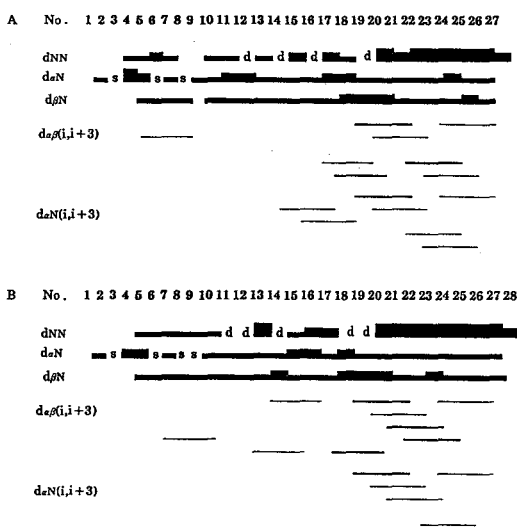 A No. 1 2 3 4 5 6 7 8 9 10 11 12 13 14 15 16 17 18 19 20 21 22 23 24 25 26 27
dNN d d d d
dαN s s s
dβN
dαβ(i,i+3)
dαN(i,i+3)
B No. 1 2 3 4 5 6 7 8 9 10 11 12 13 14 15 16 17 18 19 20 21 22 23 24 25 26 27 28
dNN d d d d d
dαN s s s s
dβN
dαβ(i,i+3)
dαN(i,i+3)